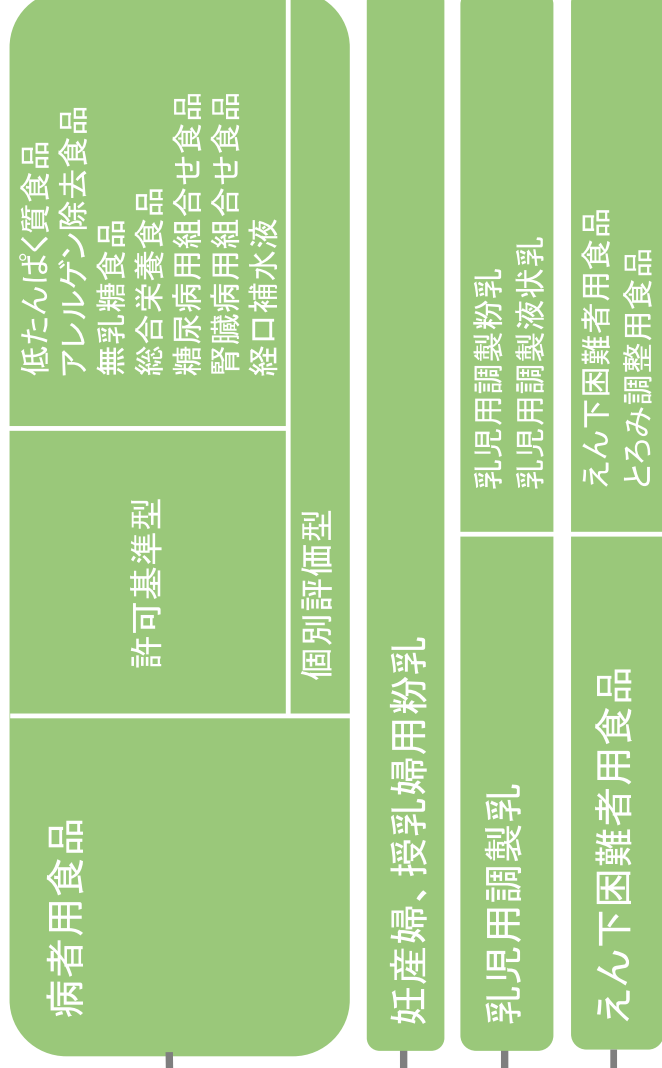 病者用食品
許可基準型
低たんぱく質食品
アレルゲン除去食品
無乳糖食品
総合栄養食品
糖尿病用組合せ食品
腎臓病用組合せ食品
経口補水液
個別評価型
妊産婦、授乳婦用粉乳
乳児用調製乳
乳児用調製粉乳
乳児用調製液状乳
えん下困難者用食品
えん下困難者用食品
とろみ調整用食品